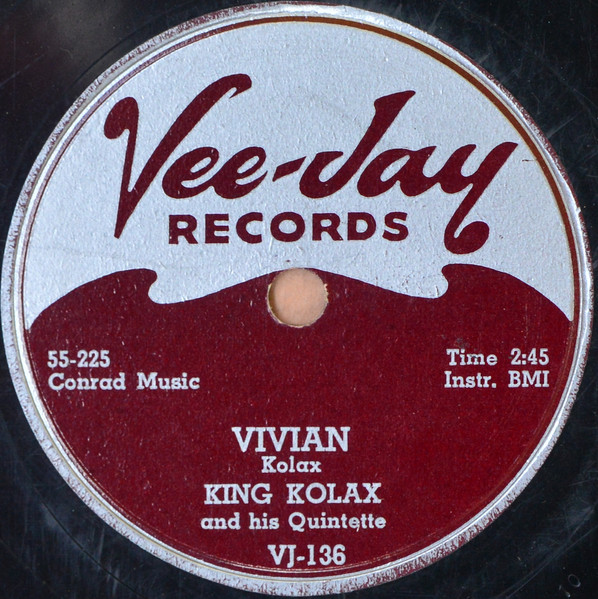 Vee-Jay
RECORDS
55-225
Conrad Music
Time 2:45
Instr. BMI
VIVIAN
Kolax
KING KOLAX
and his Quintette
VJ-136